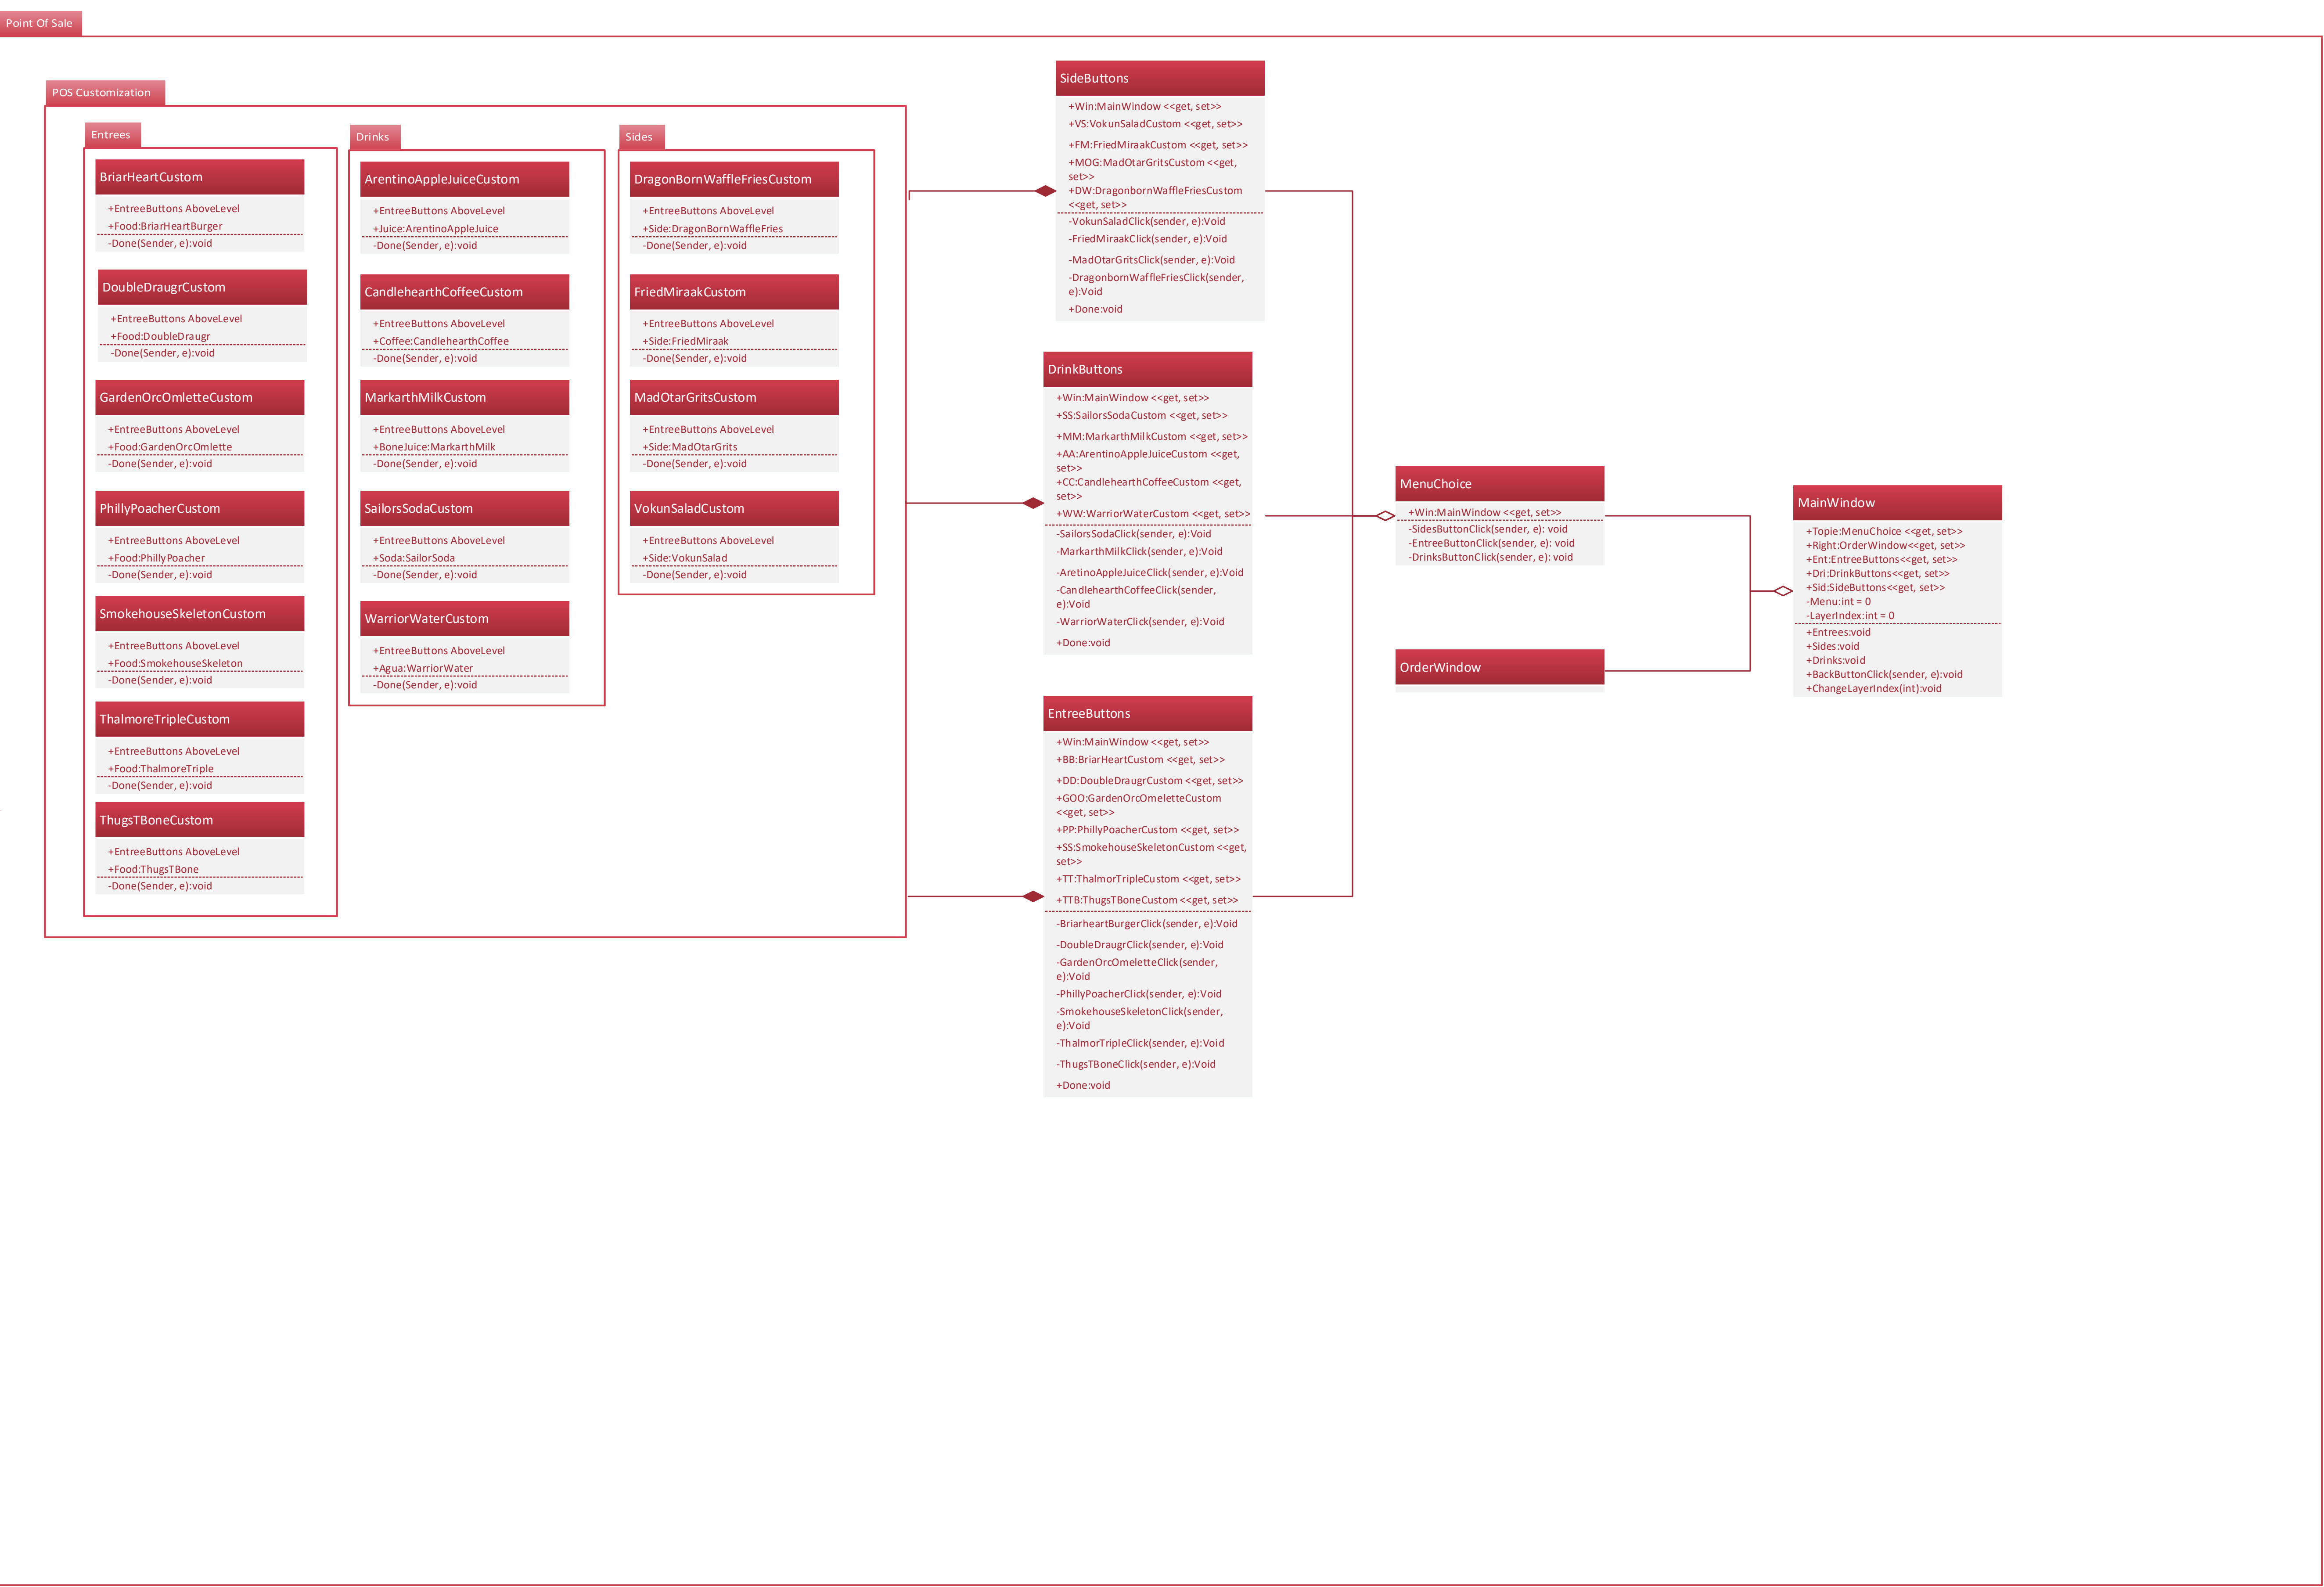 Point Of Sale
POS Customization
Entrees
BriarHeartCustom
+EntreeButtons AboveLevel
+Food:BriarHeartBurger
-Done(Sender, e):void
DoubleDraugrCustom
+EntreeButtons AboveLevel
+Food:DoubleDraugr
-Done(Sender, e):void
GardenOrcOmletteCustom
+EntreeButtons AboveLevel
+Food:GardenOrcOmlette
-Done(Sender, e):void
PhillyPoacherCustom
+EntreeButtons AboveLevel
+Food:PhillyPoacher
-Done(Sender, e):void
SmokehouseSkeletonCustom
+EntreeButtons AboveLevel
+Food:SmokehouseSkeleton
-Done(Sender, e):void
ThalmoreTripleCustom
+EntreeButtons AboveLevel
+Food:ThalmoreTriple
-Done(Sender, e):void
ThugsTBoneCustom
+EntreeButtons AboveLevel
+Food:ThugsTBone
-Done(Sender, e):void
Drinks
ArentinoAppleJuiceCustom
+EntreeButtons AboveLevel
+Juice:ArentinoAppleJuice
-Done(Sender, e):void
CandlehearthCoffeeCustom
+EntreeButtons AboveLevel
+Coffee:CandlehearthCoffee
-Done(Sender, e):void
MarkarthMilkCustom
+EntreeButtons AboveLevel
+BoneJuice:MarkarthMilk
-Done(Sender, e):void
SailorsSodaCustom
+EntreeButtons AboveLevel
+Soda:SailorSoda
-Done(Sender, e):void
WarriorWaterCustom
+EntreeButtons AboveLevel
+Agua:WarriorWater
-Done(Sender, e):void
Sides
DragonBornWaffleFriesCustom
+EntreeButtons AboveLevel
+Side:DragonBornWaffleFries
-Done(Sender, e):void
FriedMiraakCustom
+EntreeButtons AboveLevel
+Side:FriedMiraak
-Done(Sender, e):void
MadOtarGritsCustom
+EntreeButtons AboveLevel
+Side:MadOtarGrits
-Done(Sender, e):void
VokunSaladCustom
+EntreeButtons AboveLevel
+Side:VokunSalad
-Done(Sender, e):void
SideButtons
+Win:MainWindow <<get, set>>
+VS:VokunSaladCustom <<get, set>>
+FM:FriedMiraakCustom <<get, set>>
+MOG:MadOtarGritsCustom <<get,
set>>
+DW:DragonbornWaffleFriesCustom
<<get, set>>
-VokunSaladClick(sender, e):Void
-FriedMiraakClick(sender, e):Void
-MadOtarGritsClick(sender, e):Void
-DragonbornWaffleFriesClick(sender,
e):Void
+Done:void
DrinkButtons
+Win:MainWindow <<get, set>>
+SS:SailorsSodaCustom <<get, set>>
+MM:MarkarthMilkCustom <<get, set>>
+AA:ArentinoAppleJuiceCustom <<get,
set>>
+CC:CandlehearthCoffeeCustom <<get,
set>>
+WW:WarriorWaterCustom <<get, set>>
-SailorsSodaClick(sender, e):Void
-MarkarthMilkClick(sender, e):Void
-AretinoAppleJuiceClick(sender, e):Void
-CandlehearthCoffeeClick(sender,
e):Void
-WarriorWaterClick(sender, e):Void
+Done:void
EntreeButtons
+Win:MainWindow <<get, set>>
+BB:BriarHeartCustom <<get, set>>
+DD:DoubleDraugrCustom <<get, set>>
+GOO:GardenOrcOmeletteCustom
<<get, set>>
+PP:PhillyPoacherCustom <<get, set>>
+SS:SmokehouseSkeletonCustom <<get,
set>>
+TT:ThalmorTripleCustom <<get, set>>
+TTB:ThugsTBoneCustom <<get, set>>
-BriarheartBurgerClick(sender, e):Void
-DoubleDraugrClick(sender, e):Void
-GardenOrcOmeletteClick(sender,
e):Void
-PhillyPoacherClick(sender, e):Void
-SmokehouseSkeletonClick(sender,
e):Void
-ThalmorTripleClick(sender, e):Void
-ThugsTBoneClick(sender, e):Void
+Done:void
MenuChoice
+Win:MainWindow <<get, set>>
-SidesButtonClick(sender, e): void
-EntreeButtonClick(sender, e): void
-DrinksButtonClick(sender, e): void
OrderWindow
MainWindow
+Topie:MenuChoice <<get, set>>
+Right:OrderWindow<<get, set>>
+Ent:EntreeButtons<<get, set>>
+Dri:DrinkButtons<<get, set>>
+Sid:SideButtons<<get, set>>
-Menu:int = 0
-LayerIndex:int = 0
+Entrees:void
+Sides:void
+Drinks:void
+BackButtonClick(sender, e):void
+ChangeLayerIndex(int):void